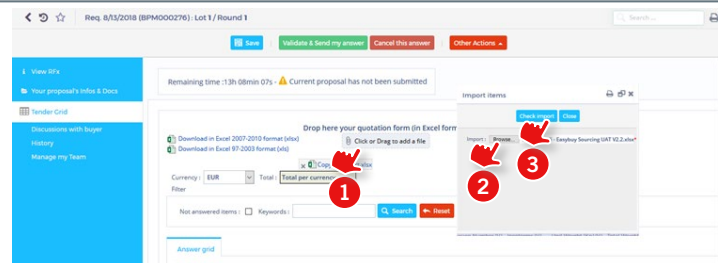 Req. 8/13/2018 (BPM000276) : Lot 1 / Round 1
Search ...
Save
Validate & Send my answer
Cancel this answer
Other Actions
View RFx
Your proposal's Infos & Docs
Tender Grid
Discussions with buyer
History
Manage my Team
Remaining time :13h 08min 07s - Current proposal has not been submitted
Drop here your quotation form (in Excel form
Download in Excel 2007-2010 format (xlsx)
Download in Excel 97-2003 format (xls)
Click or Drag to add a file
Currency : EUR
Total : Total per currenc
Filter
Not answered items :
Keywords :
Search
Reset
Answer grid
Import items
Check import
Close
Import : Browse...
- Easybuy Sourcing UAT V2.2.xlsx*
1
2
3